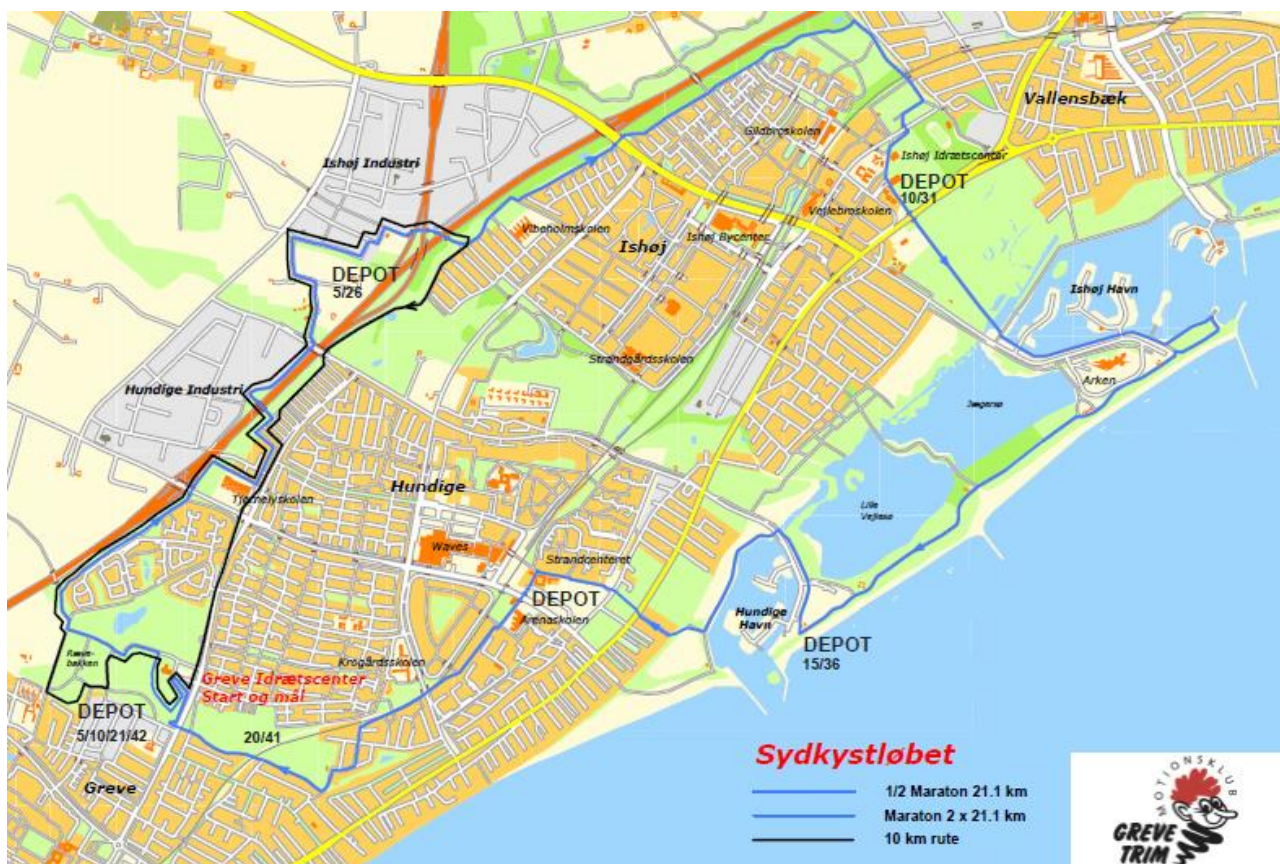 Vallensbæk
Gildbroskolen
Ishøj Industri
Ishøj Idrætscenter
DEPOT
10/31
Vejlebroskolen
Vibeholmskolen
Ishøj Bycenter
Ishøj
DEPOT
5/26
Ishøj Havn
Strandgårdsskolen
Arken
Hundige Industri
Jægersø
Hundige
Tjørnelyskolen
Lille
Vejlesø
Waves
Strandcenteret
DEPOT
Arenaskolen
Hundige
Havn
DEPOT
15/36
Krogårdsskolen
Greve Idrætscenter
Start og mål
DEPOT
5/10/21/42
20/41
Greve
Sydkystløbet
1/2 Maraton 21.1 km
Maraton 2 x 21.1 km
10 km rute
MOTIONSKLUB
GREVE
TRIM